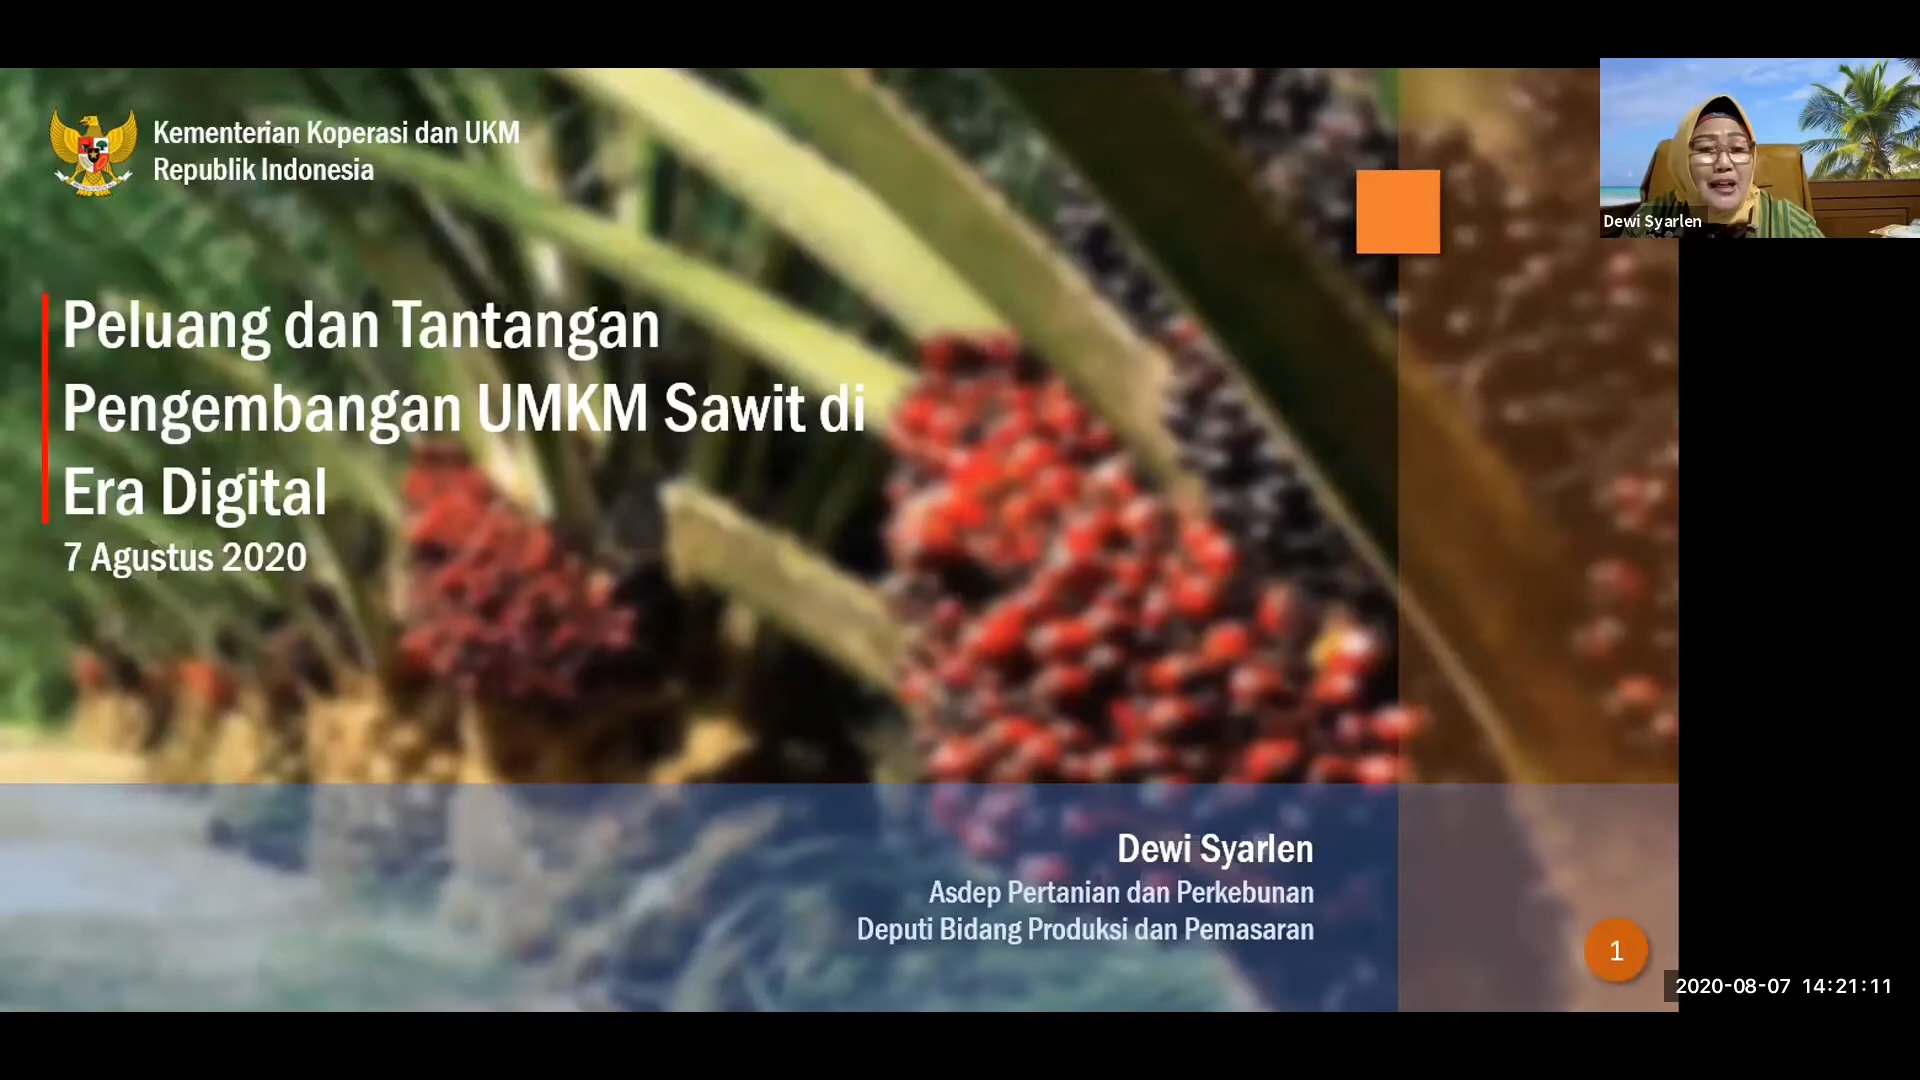 Kementerian Koperasi dan UKM
Republik Indonesia
Dewi Syarlen
Peluang dan Tantangan
Pengembangan UMKM Sawit di
Era Digital
7 Agustus 2020
Dewi Syarlen
Asdep Pertanian dan Perkebunan
Deputi Bidang Produksi dan Pemasaran
1
2020-08-07 14:21:11